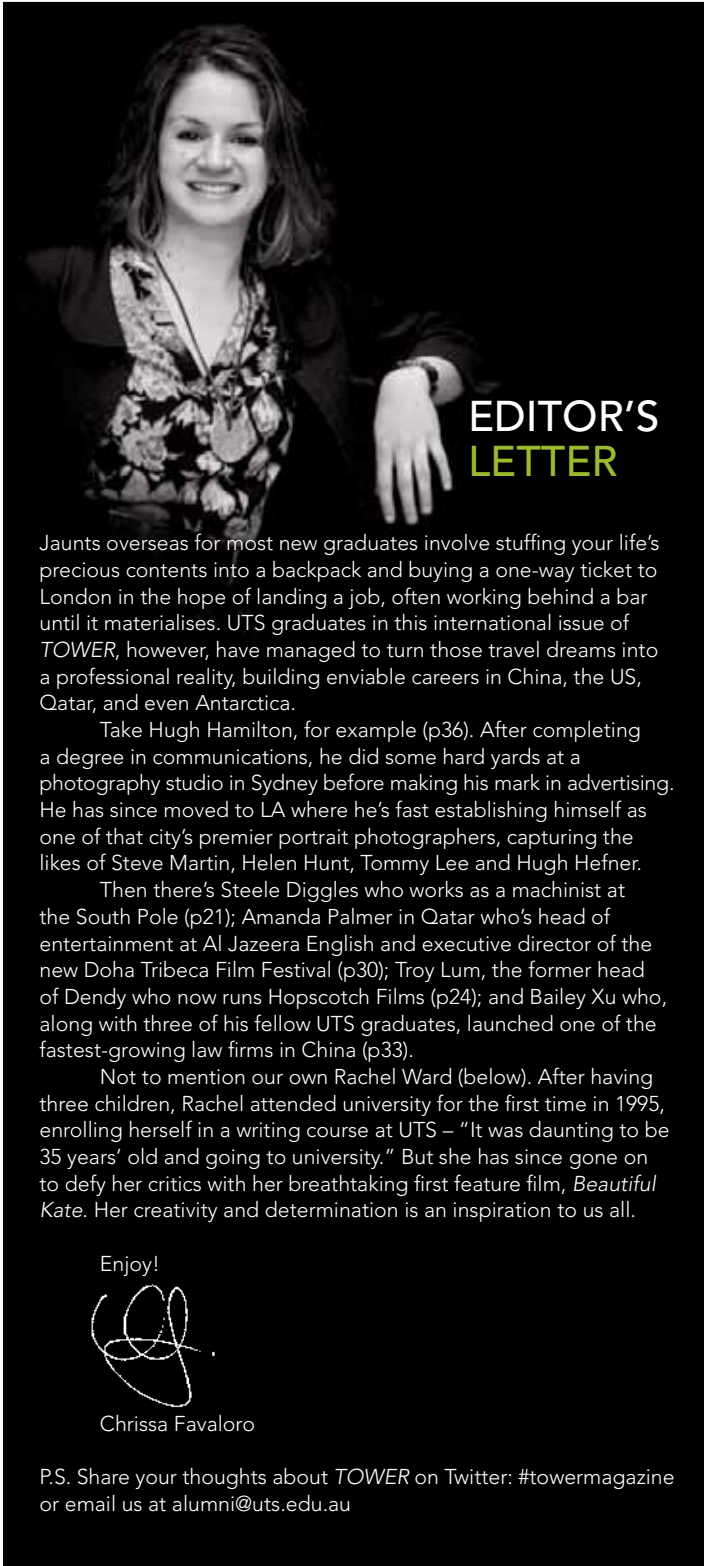 EDITOR’S
LETTER
Jaunts overseas for most new graduates involve stuffing your life’s
precious contents into a backpack and buying a one-way ticket to
London in the hope of landing a job, often working behind a bar
until it materialises. UTS graduates in this international issue of
TOWER, however, have managed to turn those travel dreams into
a professional reality, building enviable careers in China, the US,
Qatar, and even Antarctica.
Take Hugh Hamilton, for example (p36). After completing
a degree in communications, he did some hard yards at a
photography studio in Sydney before making his mark in advertising.
He has since moved to LA where he’s fast establishing himself as
one of that city’s premier portrait photographers, capturing the
likes of Steve Martin, Helen Hunt, Tommy Lee and Hugh Hefner.
Then there’s Steele Diggles who works as a machinist at
the South Pole (p21); Amanda Palmer in Qatar who’s head of
entertainment at Al Jazeera English and executive director of the
new Doha Tribeca Film Festival (p30); Troy Lum, the former head
of Dendy who now runs Hopscotch Films (p24); and Bailey Xu who,
along with three of his fellow UTS graduates, launched one of the
fastest-growing law firms in China (p33).
Not to mention our own Rachel Ward (below). After having
three children, Rachel attended university for the first time in 1995,
enrolling herself in a writing course at UTS – “It was daunting to be
35 years’ old and going to university.” But she has since gone on
to defy her critics with her breathtaking first feature film, Beautiful
Kate. Her creativity and determination is an inspiration to us all.
Enjoy!
Chrissa Favaloro
P.S. Share your thoughts about TOWER on Twitter: #towermagazine
or email us at alumni@uts.edu.au